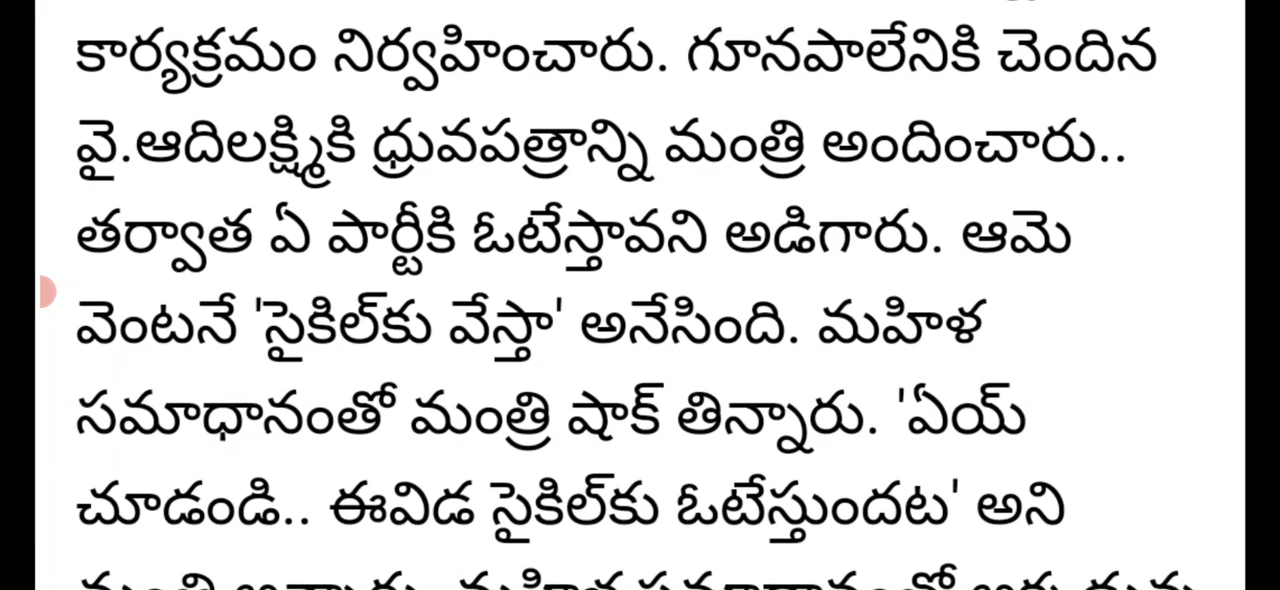 కార్యక్రమం నిర్వహించారు. గూనపాలేనికి చెందిన
వై.ఆదిలక్ష్మికి ధ్రువపత్రాన్ని మంత్రి అందించారు..
తర్వాత ఏ పార్టీకి ఓటేస్తావని అడిగారు. ఆమె
వెంటనే 'సైకిల్‌కు వేస్తా' అనేసింది. మహిళ
సమాధానంతో మంత్రి షాక్ తిన్నారు. 'ఏయ్
చూడండి.. ఈవిడ సైకిల్‌కు ఓటేస్తుందట' అని